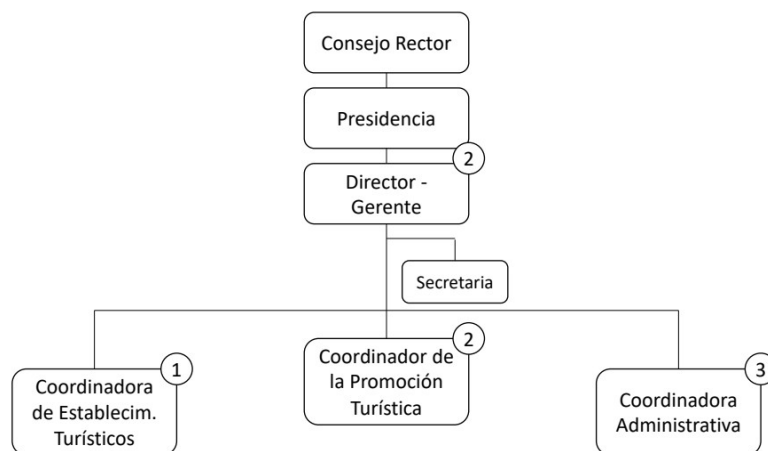 Consejo Rector
Presidencia
2
Director -
Gerente
Secretaria
1
Coordinadora
de Establecim.
Turísticos
2
Coordinador de
la Promoción
Turística
3
Coordinadora
Administrativa